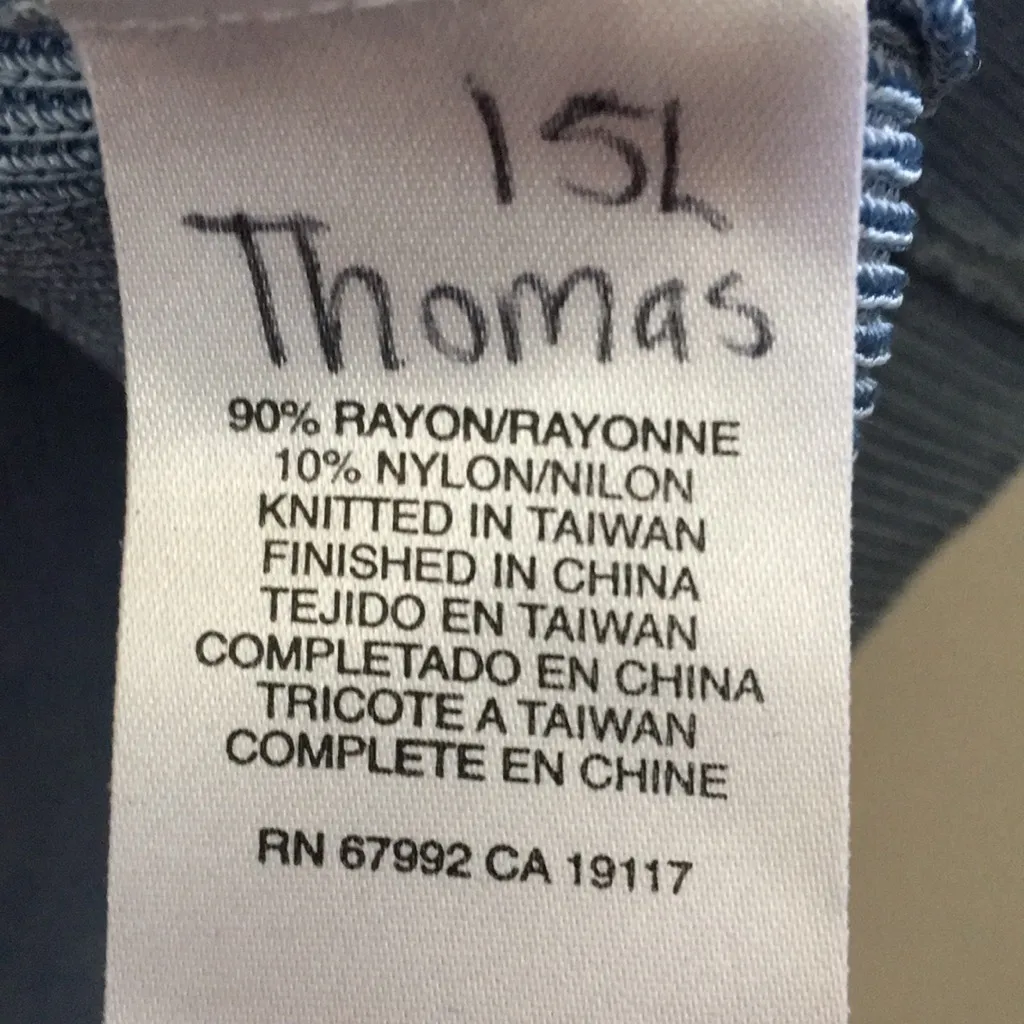 15L
Thomas
90% RAYON/RAYONNE
10% NYLON/NILON
KNITTED IN TAIWAN
FINISHED IN CHINA
TEJIDO EN TAIWAN
COMPLETADO EN CHINA
TRICOTE A TAIWAN
COMPLETE EN CHINE
RN 67992 CA 19117